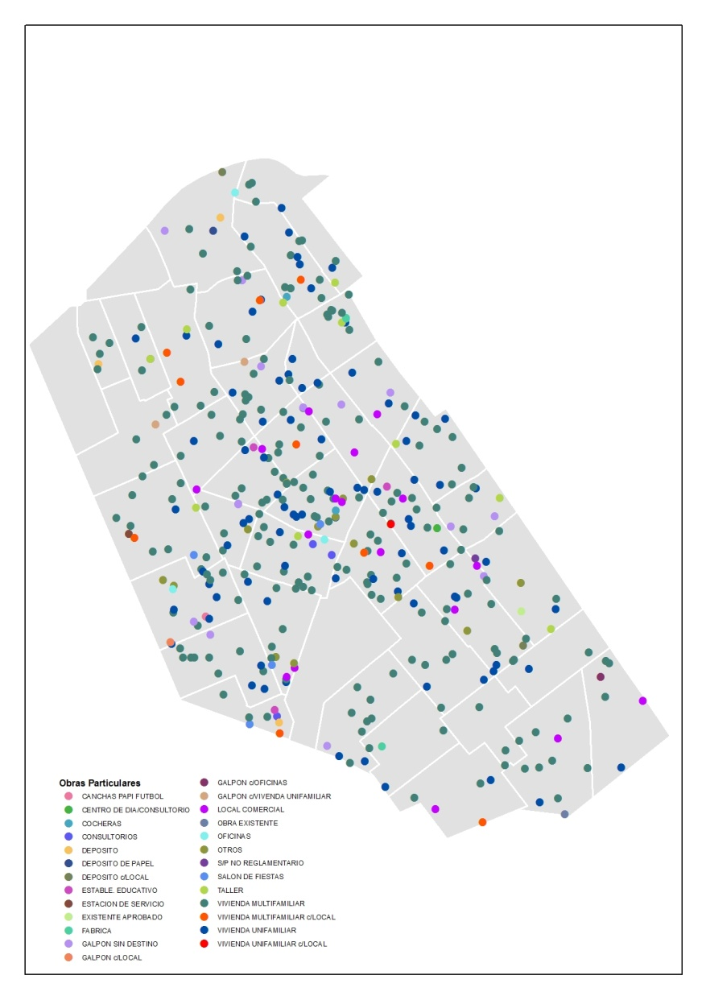 Obras Particulares
CANCHAS PAPI FUTBOL
CENTRO DE DIA/CONSULTORIO
COCHERAS
CONSULTORIOS
DEPOSITO
DEPOSITO DE PAPEL
DEPOSITO c/LOCAL
ESTABLE. EDUCATIVO
ESTACION DE SERVICIO
EXISTENTE APROBADO
FABRICA
GALPON SIN DESTINO
GALPON c/LOCAL
GALPON c/OFICINAS
GALPON c/VIVENDA UNIFAMILIAR
LOCAL COMERCIAL
OBRA EXISTENTE
OFICINAS
OTROS
S/P NO REGLAMENTARIO
SALON DE FIESTAS
TALLER
VIVIENDA MULTIFAMILIAR
VIVIENDA MULTIFAMILIAR c/LOCAL
VIVIENDA UNIFAMILIAR
VIVIENDA UNIFAMILIAR c/LOCAL